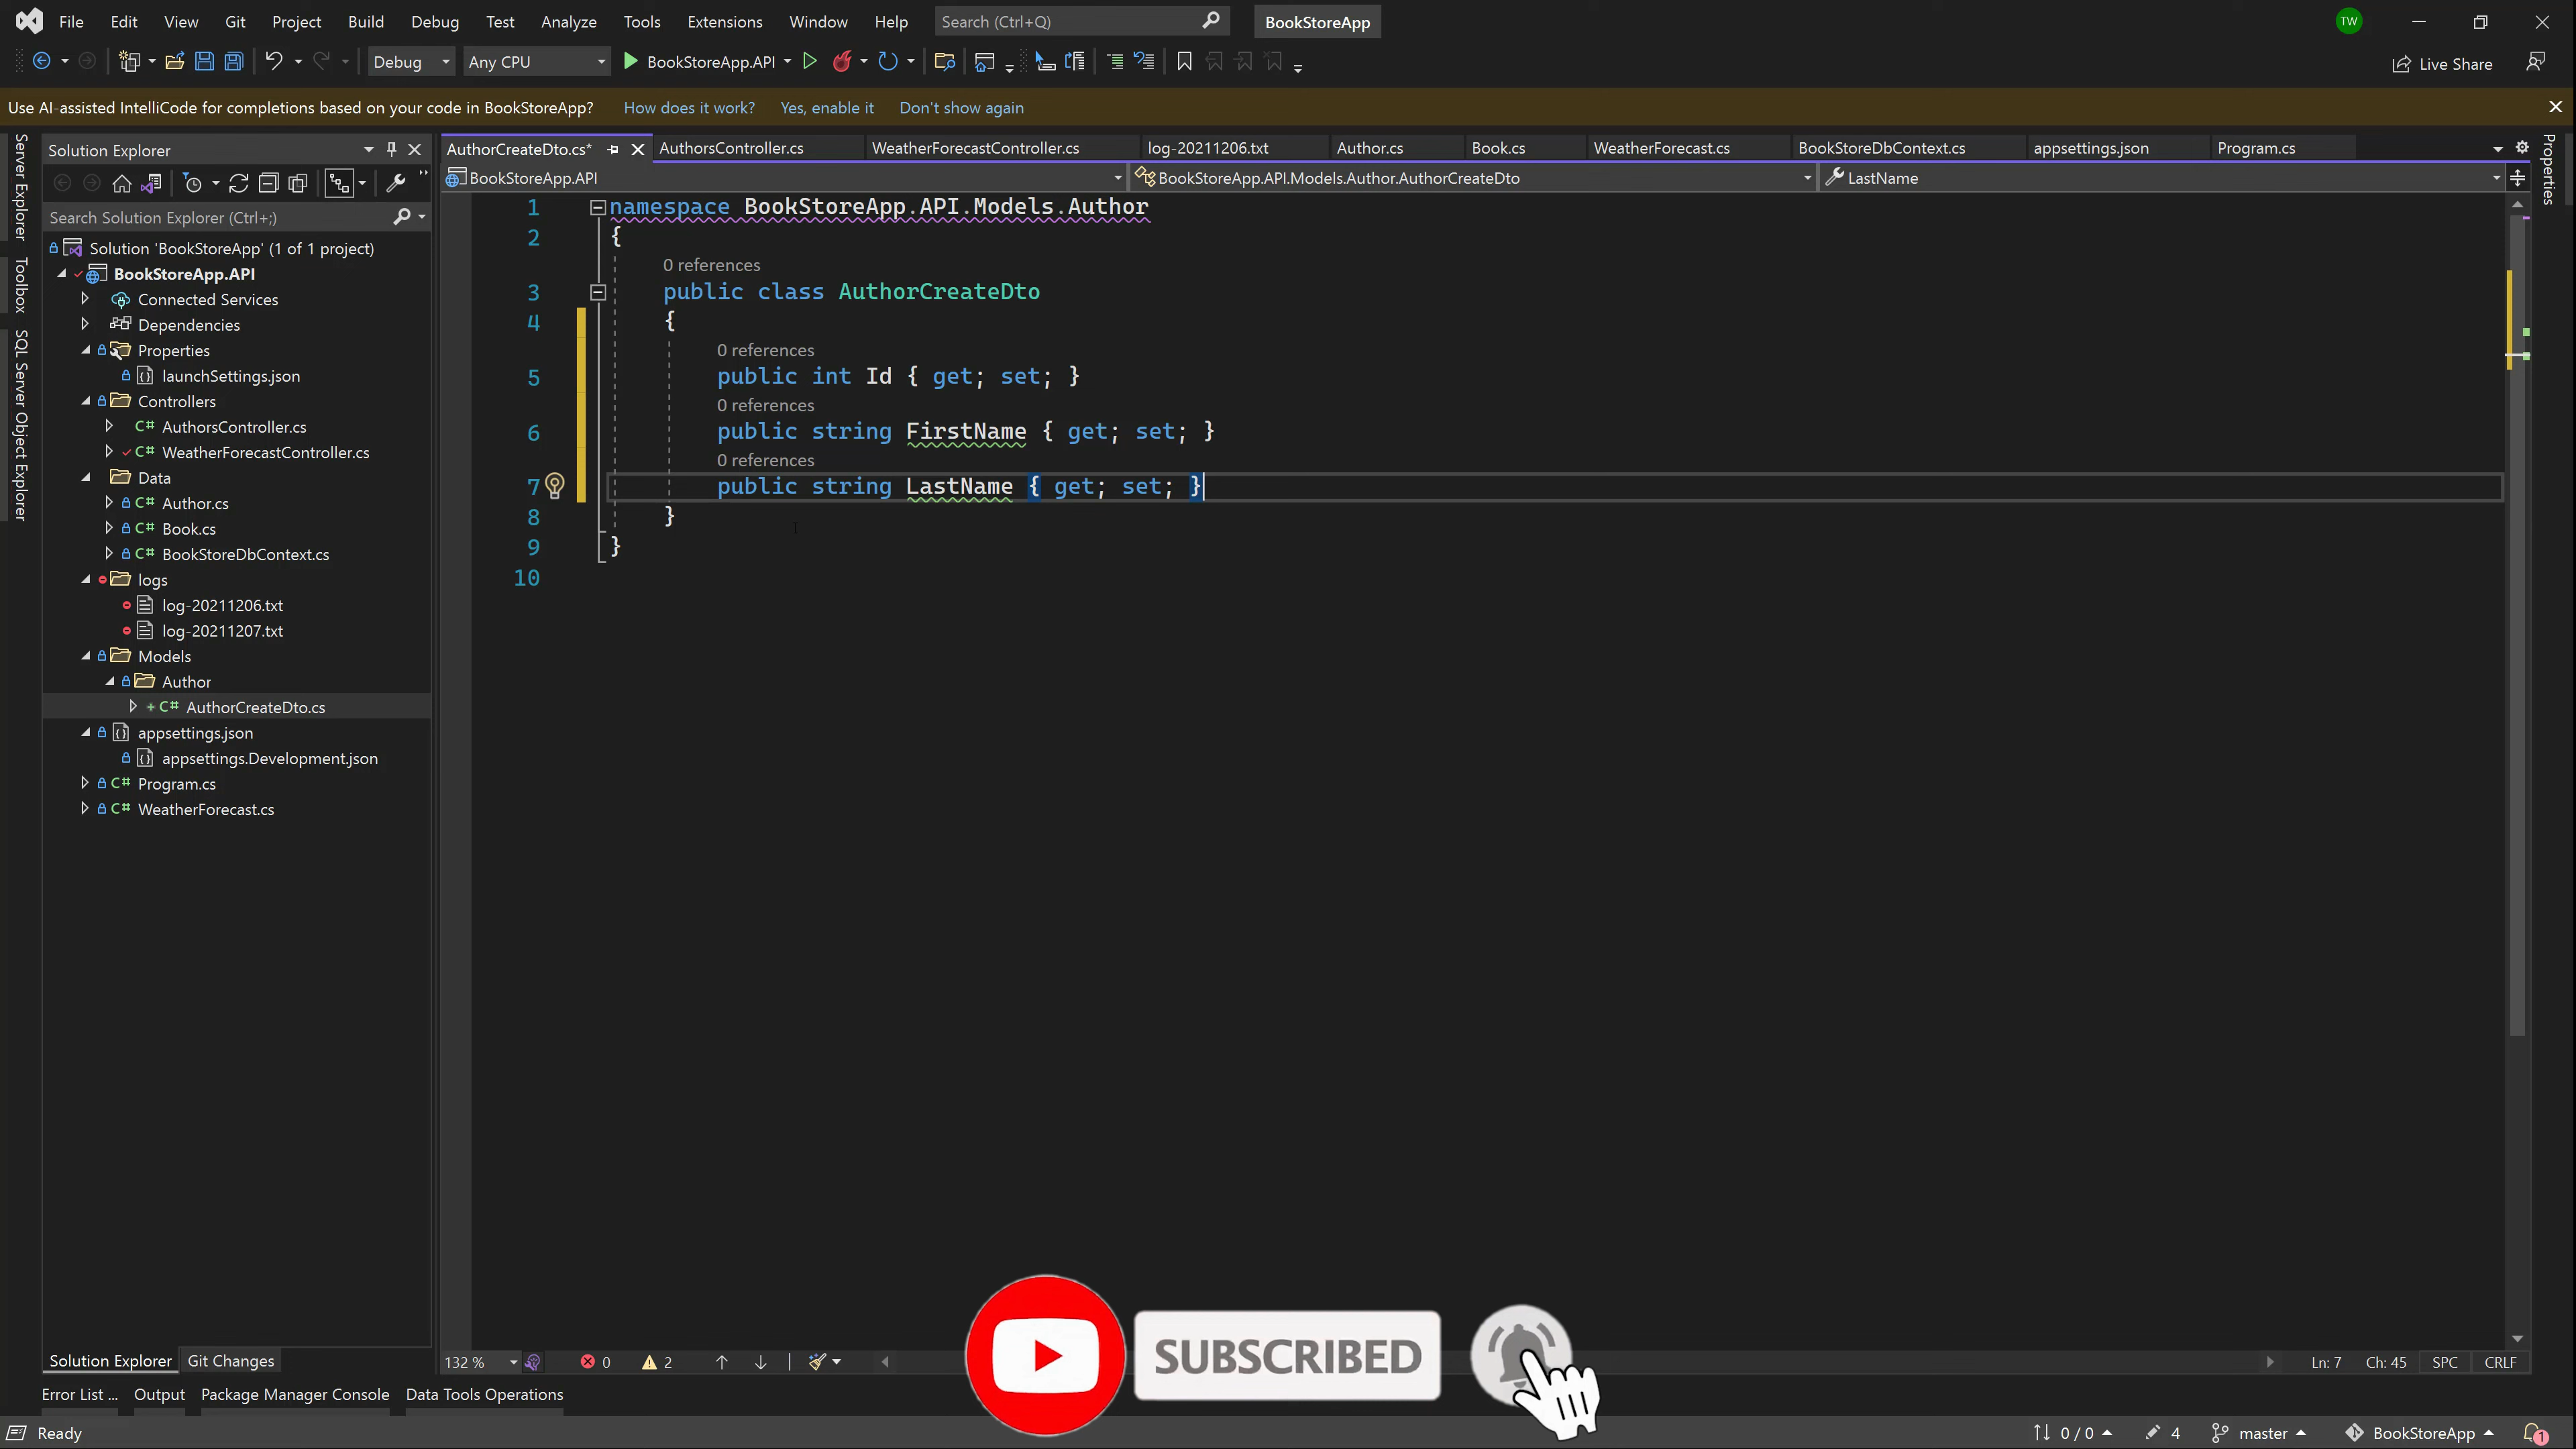 File Edit View Git Project Build Debug Test Analyze Tools Extensions Window Help Search (Ctrl+Q) BookStoreApp TW
Debug Any CPU BookStoreApp.API Live Share
Use AI-assisted IntelliCode for completions based on your code in BookStoreApp? How does it work? Yes, enable it Don't show again
Server Explorer
Toolbox
SQL Server Object Explorer
Solution Explorer
Search Solution Explorer (Ctrl+;)
Solution 'BookStoreApp' (1 of 1 project)
BookStoreApp.API
Connected Services
Dependencies
Properties
launchSettings.json
Controllers
C# AuthorsController.cs
C# WeatherForecastController.cs
Data
C# Author.cs
C# Book.cs
C# BookStoreDbContext.cs
logs
log-20211206.txt
log-20211207.txt
Models
Author
C# AuthorCreateDto.cs
appsettings.json
appsettings.Development.json
C# Program.cs
C# WeatherForecast.cs
Solution Explorer Git Changes
AuthorCreateDto.cs* AuthorsController.cs WeatherForecastController.cs log-20211206.txt Author.cs Book.cs WeatherForecast.cs BookStoreDbContext.cs appsettings.json Program.cs
BookStoreApp.API BookStoreApp.API.Models.Author.AuthorCreateDto LastName
Properties
1 namespace BookStoreApp.API.Models.Author
2 {
0 references
3 public class AuthorCreateDto
4 {
0 references
5 public int Id { get; set; }
0 references
6 public string FirstName { get; set; }
0 references
7 public string LastName { get; set; }
8 }
9 }
10
SUBSCRIBED
132 % 0 2 Ln: 7 Ch: 45 SPC CRLF
Error List ... Output Package Manager Console Data Tools Operations
Ready 0 / 0 4 master BookStoreApp 1